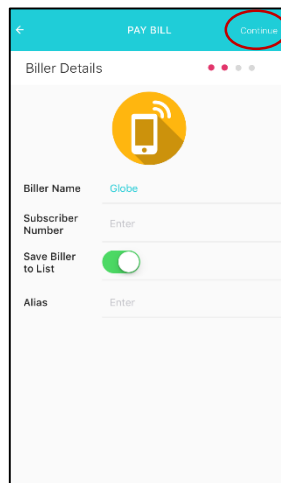 PAY BILL Continue
Biller Details
Biller Name Globe
Subscriber
Number Enter
Save Biller
to List
Alias Enter